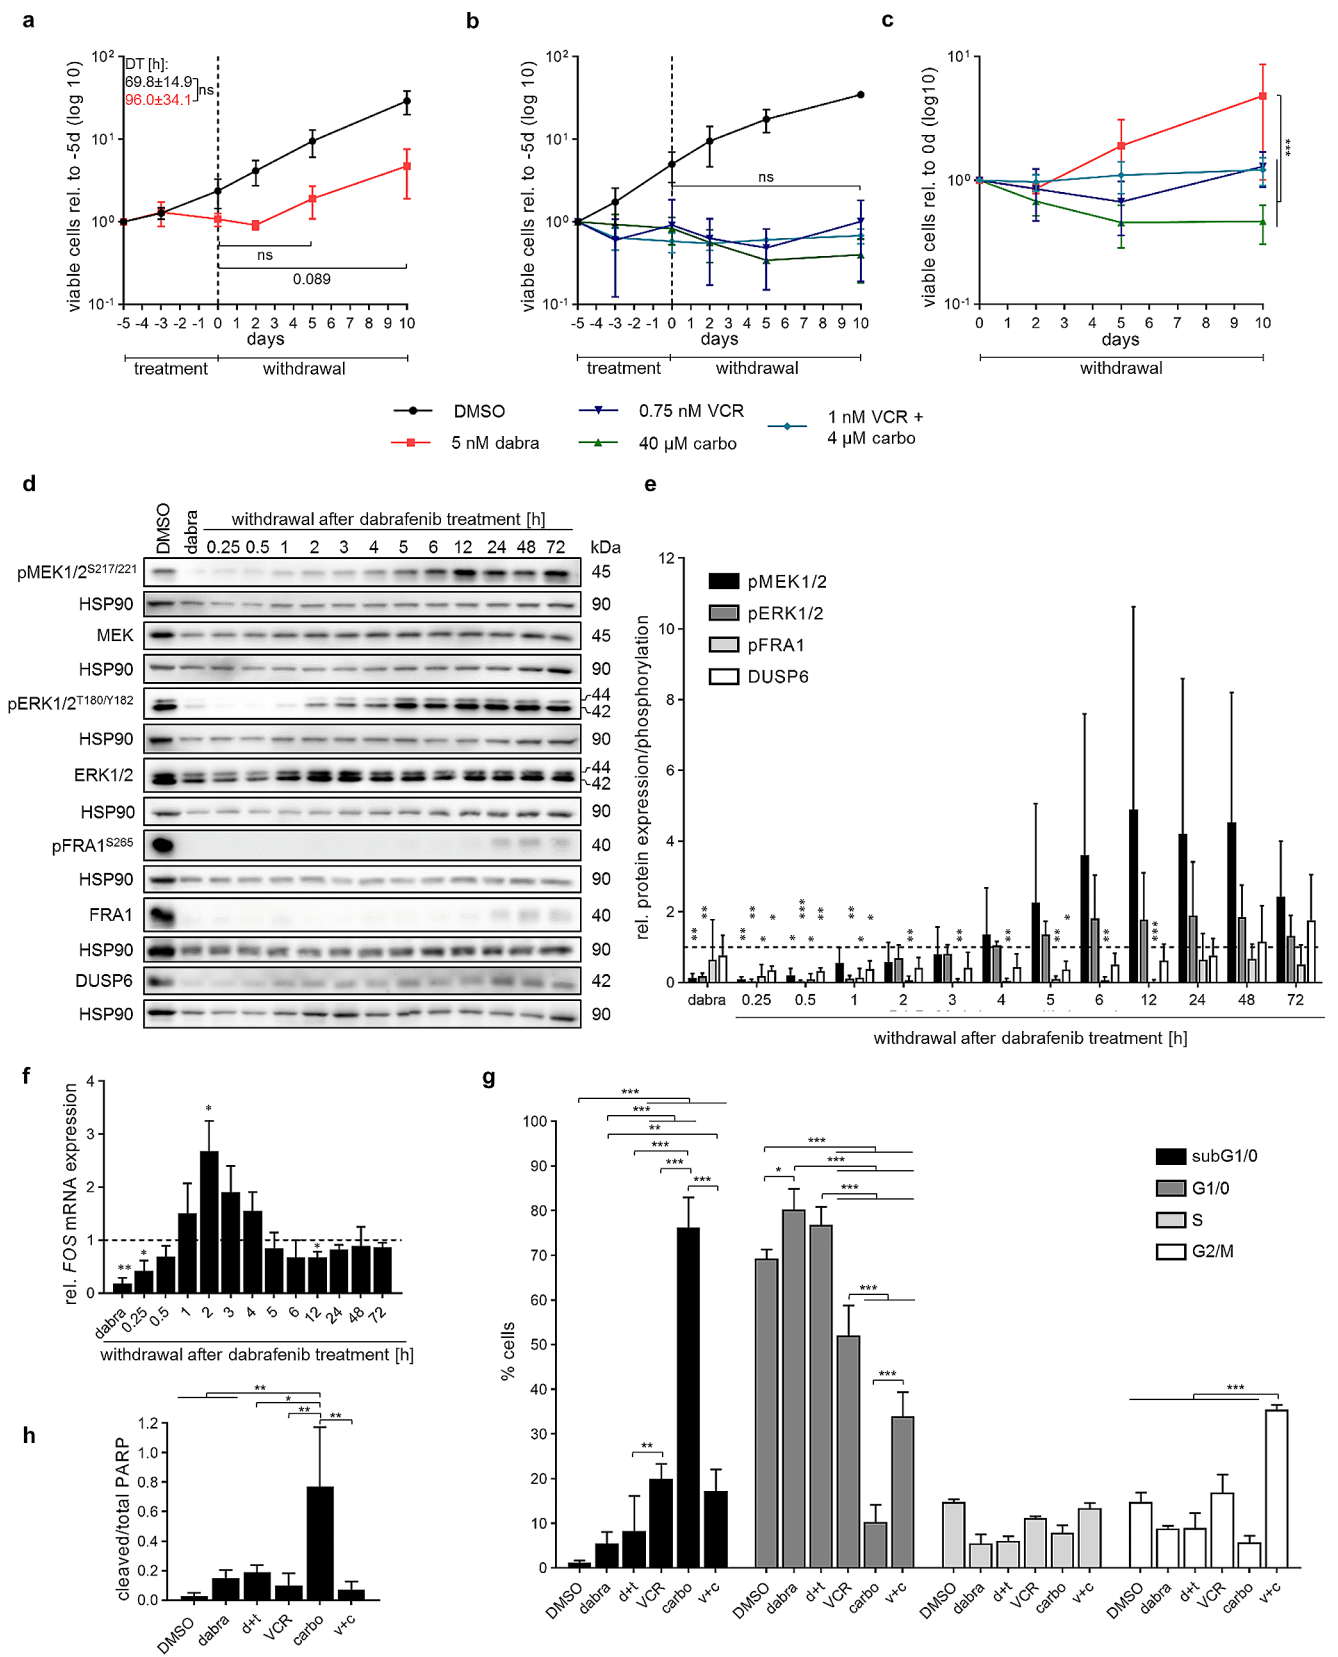 a
viable cells rel. to -5d (log 10)
10²
10¹
10⁰
10⁻¹
DT [h]:
69.8±14.9
96.0±34.1
ns
ns
0.089
-5 -4 -3 -2 -1 0 1 2 3 4 5 6 7 8 9 10
days
treatment withdrawal
b
viable cells rel. to -5d (log 10)
10²
10¹
10⁰
10⁻¹
ns
-5 -4 -3 -2 -1 0 1 2 3 4 5 6 7 8 9 10
days
treatment withdrawal
c
viable cells rel. to 0d (log10)
10¹
10⁰
10⁻¹
***
0 1 2 3 4 5 6 7 8 9 10
days
withdrawal
DMSO
5 nM dabra
0.75 nM VCR
40 µM carbo
1 nM VCR +
4 µM carbo
d
DMSO
dabra
withdrawal after dabrafenib treatment [h]
0.25 0.5 1 2 3 4 5 6 12 24 48 72 kDa
pMEK1/2S217/221 45
HSP90 90
MEK 45
HSP90 90
pERK1/2T180/Y182 44
42
HSP90 90
ERK1/2 44
42
HSP90 90
pFRA1S265 40
HSP90 90
FRA1 40
HSP90 90
DUSP6 42
HSP90 90
e
rel. protein expression/phosphorylation
12
10
8
6
4
2
0
pMEK1/2
pERK1/2
pFRA1
DUSP6
** ** ** ** * * * *** * ** ** * * ** ** ** ** * ** ***
dabra 0.25 0.5 1 2 3 4 5 6 12 24 48 72
withdrawal after dabrafenib treatment [h]
f
rel. FOS mRNA expression
4
3
2
1
0
** * * *
dabra 0.25 0.5 1 2 3 4 5 6 12 24 48 72
withdrawal after dabrafenib treatment [h]
g
% cells
100
90
80
70
60
50
40
30
20
10
0
***
***
**
***
***
***
**
***
***
*
***
***
***
***
subG1/0
G1/0
S
G2/M
DMSO dabra d+t VCR carbo v+c DMSO dabra d+t VCR carbo v+c DMSO dabra d+t VCR carbo v+c DMSO dabra d+t VCR carbo v+c
h
cleaved/total PARP
1.2
1.0
0.8
0.6
0.4
0.2
0.0
**
*
**
**
DMSO dabra d+t VCR carbo v+c